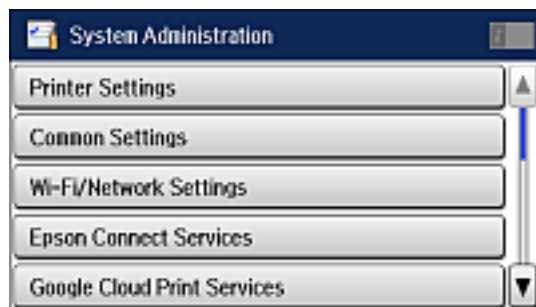 System Administration
Printer Settings
Common Settings
Wi-Fi/Network Settings
Epson Connect Services
Google Cloud Print Services